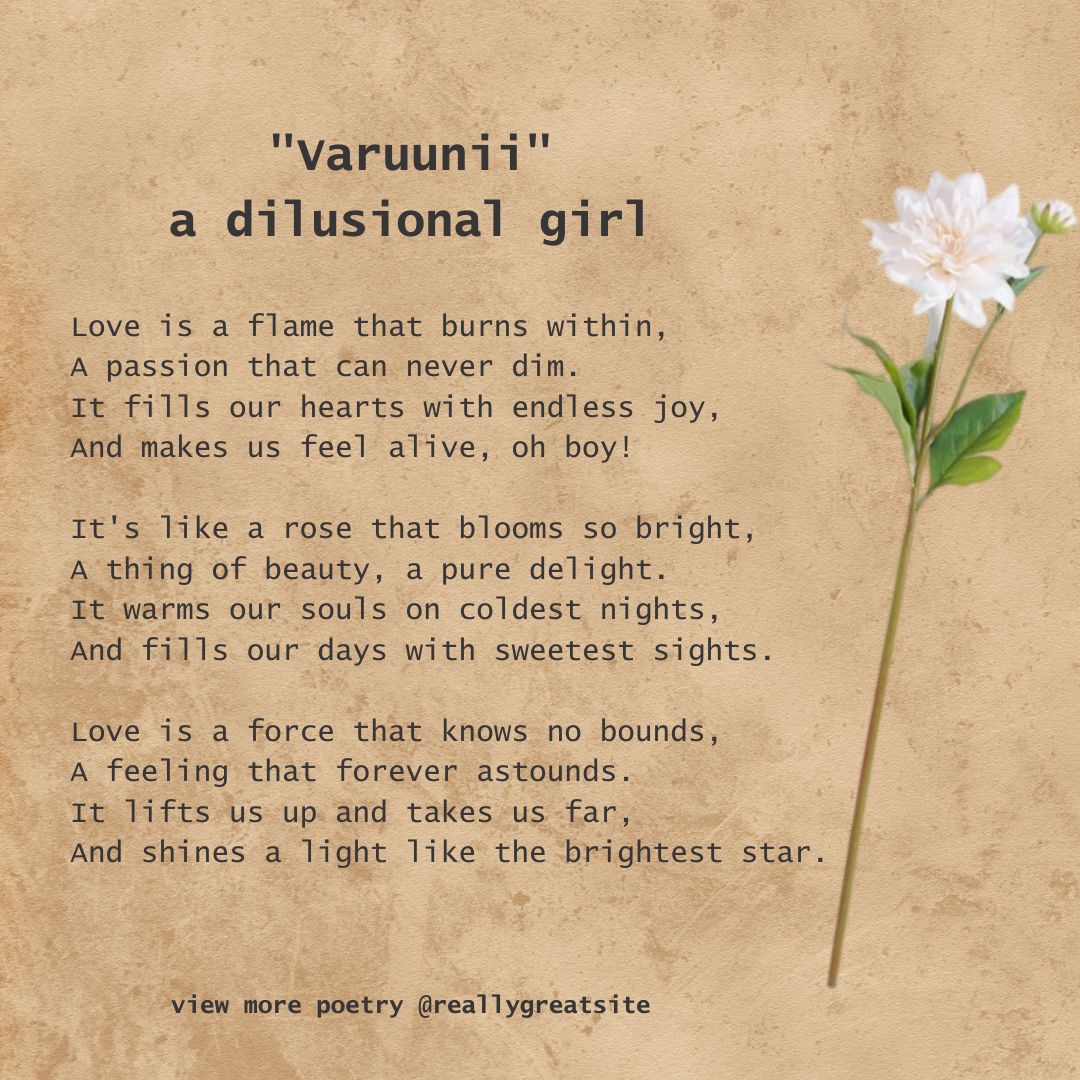 "Varuunii"
a dilusional girl
Love is a flame that burns within,
A passion that can never dim.
It fills our hearts with endless joy,
And makes us feel alive, oh boy!
It's like a rose that blooms so bright,
A thing of beauty, a pure delight.
It warms our souls on coldest nights,
And fills our days with sweetest sights.
Love is a force that knows no bounds,
A feeling that forever astounds.
It lifts us up and takes us far,
And shines a light like the brightest star.
view more poetry @reallygreatsite